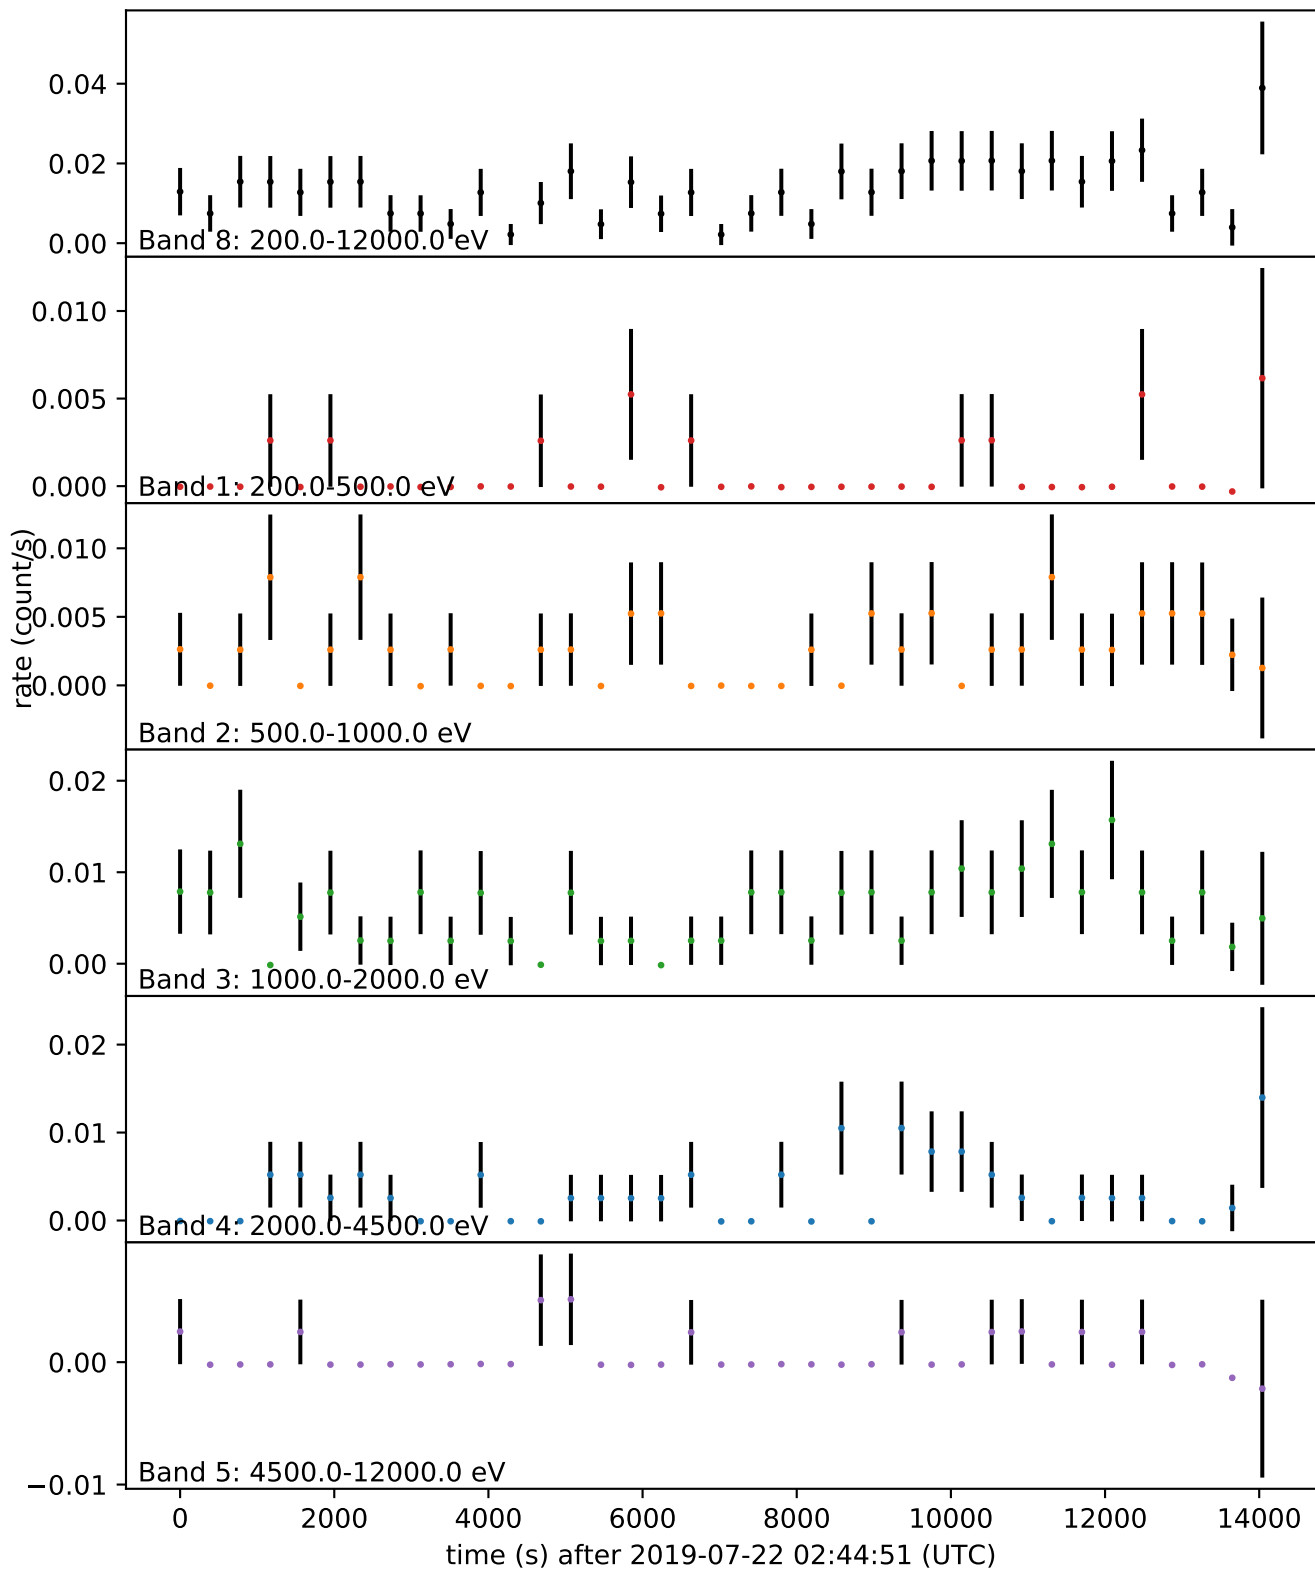 0.04
0.02
0.00
Band 8: 200.0-12000.0 eV
0.010
0.005
0.000
Band 1: 200.0-500.0 eV
rate (count/s)
0.010
0.005
0.000
Band 2: 500.0-1000.0 eV
0.02
0.01
0.00
Band 3: 1000.0-2000.0 eV
0.02
0.01
0.00
Band 4: 2000.0-4500.0 eV
0.00
−0.01
Band 5: 4500.0-12000.0 eV
0 2000 4000 6000 8000 10000 12000 14000
time (s) after 2019-07-22 02:44:51 (UTC)